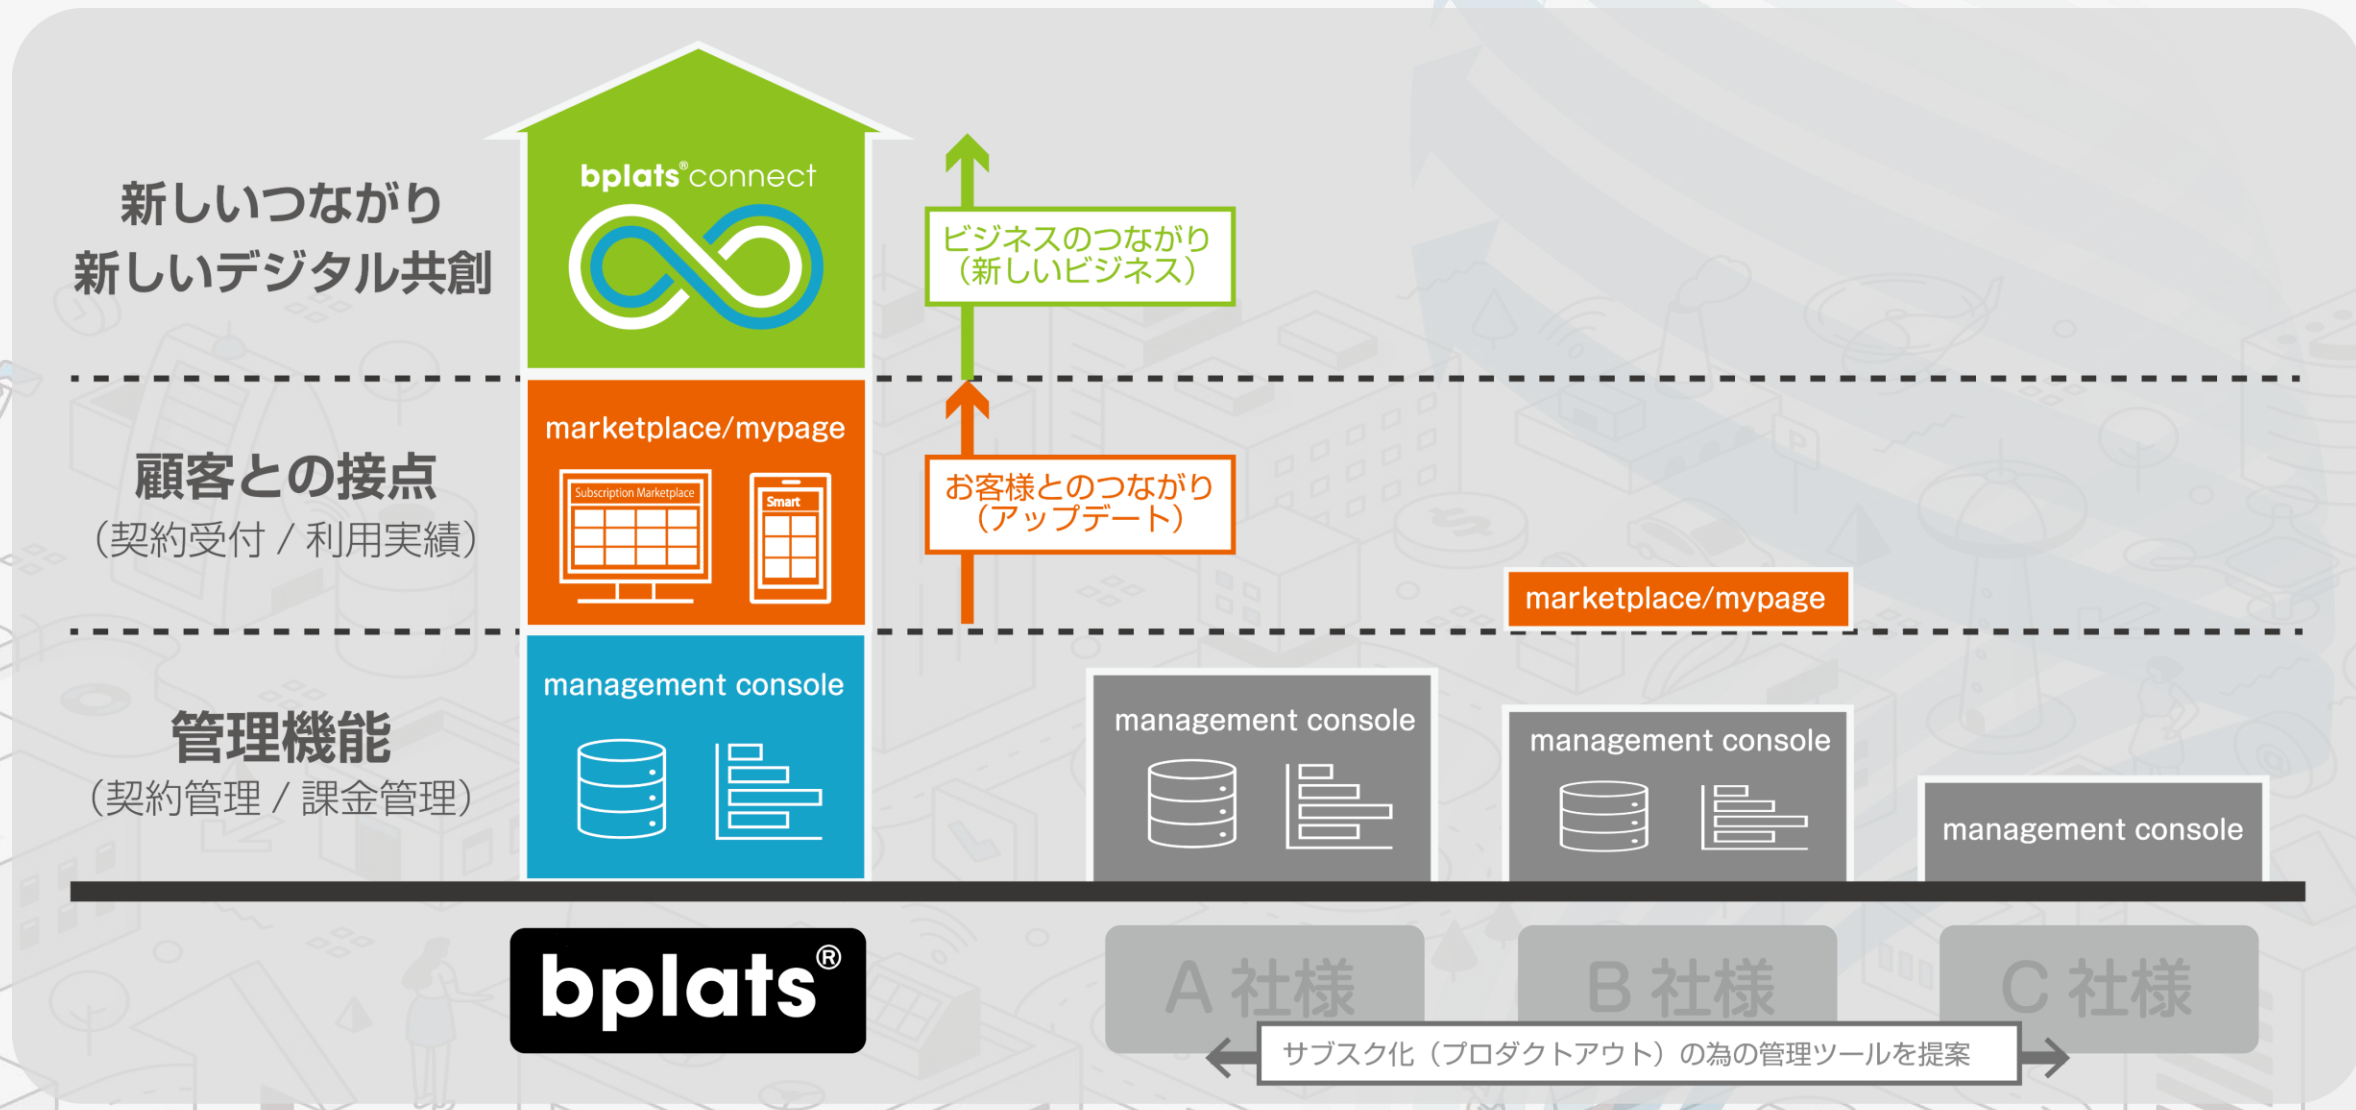 新しいつながり
新しいデジタル共創
bplats®connect
ビジネスのつながり
（新しいビジネス）
顧客との接点
（契約受付 / 利用実績）
marketplace/mypage
Subscription Marketplace
Smart
お客様とのつながり
（アップデート）
marketplace/mypage
管理機能
（契約管理 / 課金管理）
management console
management console
management console
management console
bplats®
A 社様
B 社様
C 社様
サブスク化（プロダクトアウト）の為の管理ツールを提案